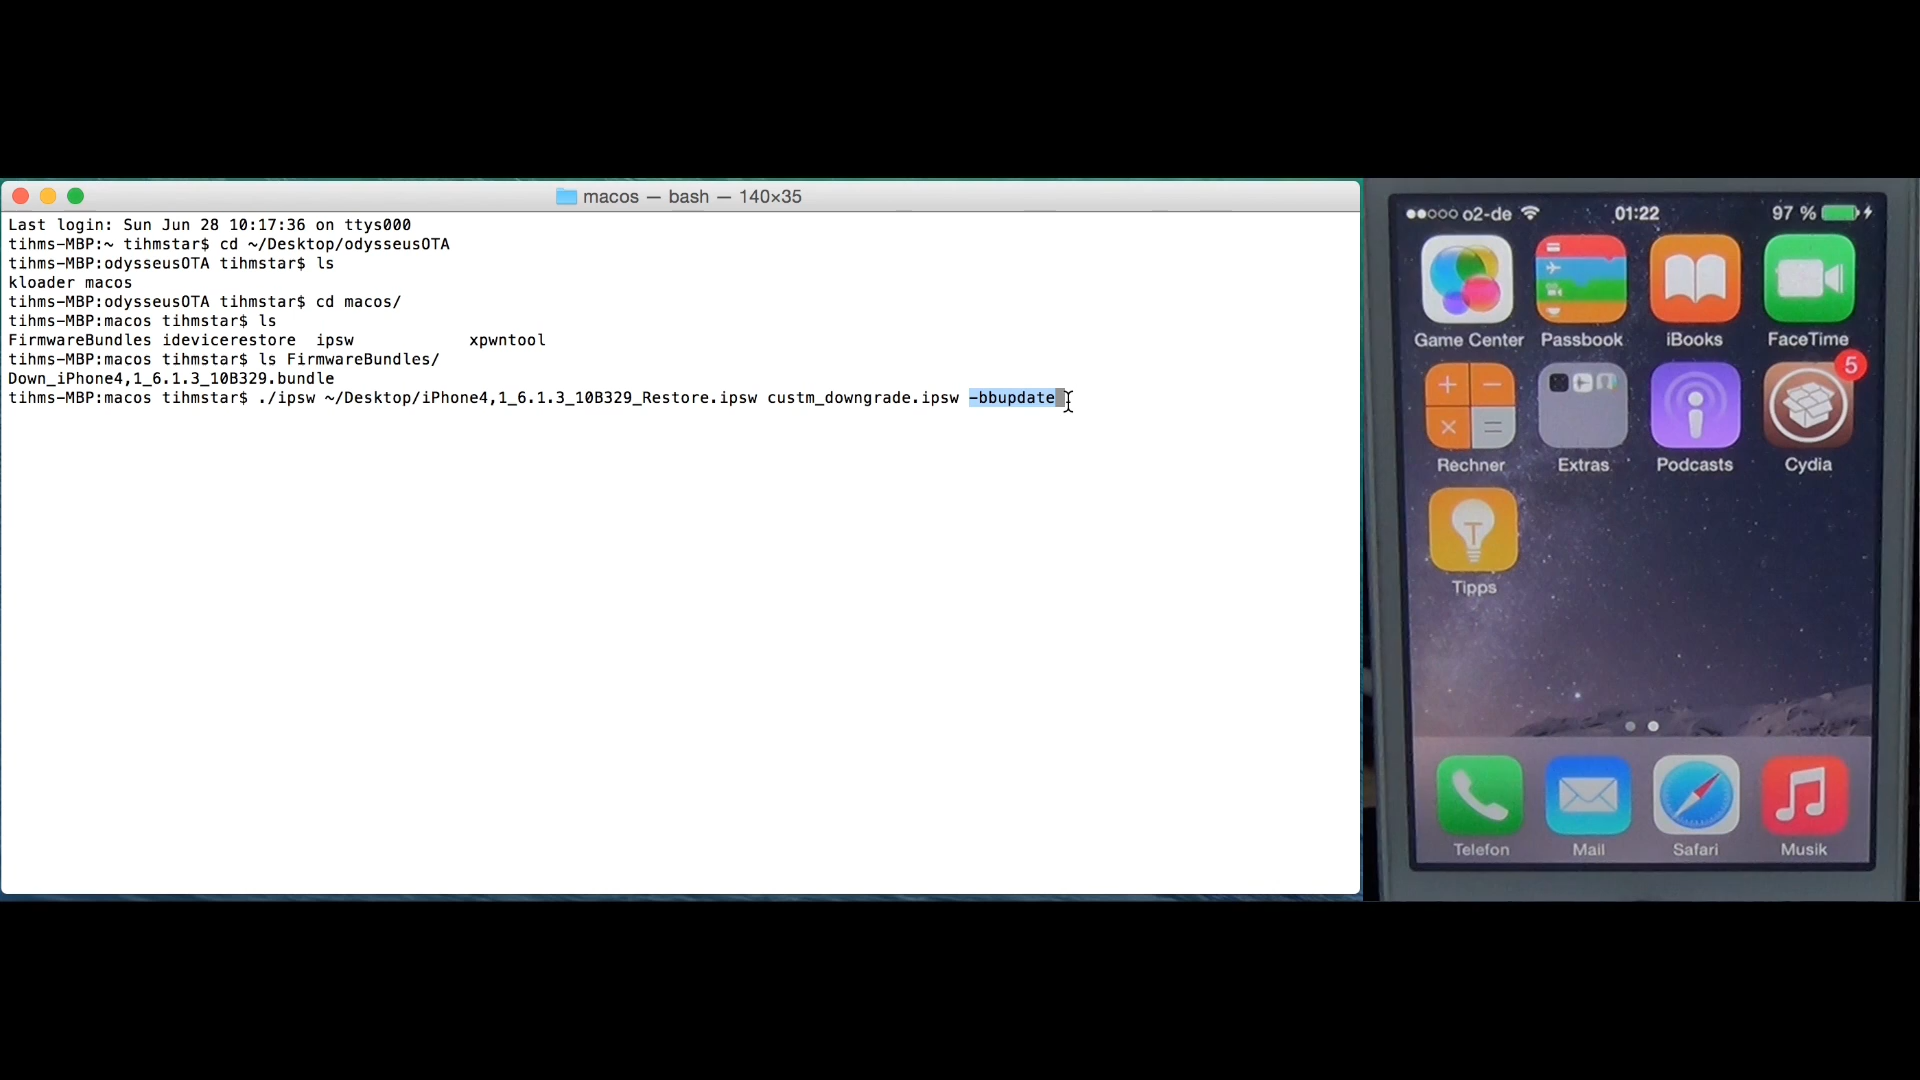 macos — bash — 140×35
Last login: Sun Jun 28 10:17:36 on ttys000
tihms-MBP:~ tihmstar$ cd ~/Desktop/odysseusOTA
tihms-MBP:odysseusOTA tihmstar$ ls
kloader macos
tihms-MBP:odysseusOTA tihmstar$ cd macos/
tihms-MBP:macos tihmstar$ ls
FirmwareBundles idevicerestore  ipsw            xpwntool
tihms-MBP:macos tihmstar$ ls FirmwareBundles/
Down_iPhone4,1_6.1.3_10B329.bundle
tihms-MBP:macos tihmstar$ ./ipsw ~/Desktop/iPhone4,1_6.1.3_10B329_Restore.ipsw custm_downgrade.ipsw -bbupdate
o2-de 01:22 97 %
Game Center Passbook iBooks FaceTime
5
Rechner Extras Podcasts Cydia
T
Tipps
Telefon Mail Safari Musik